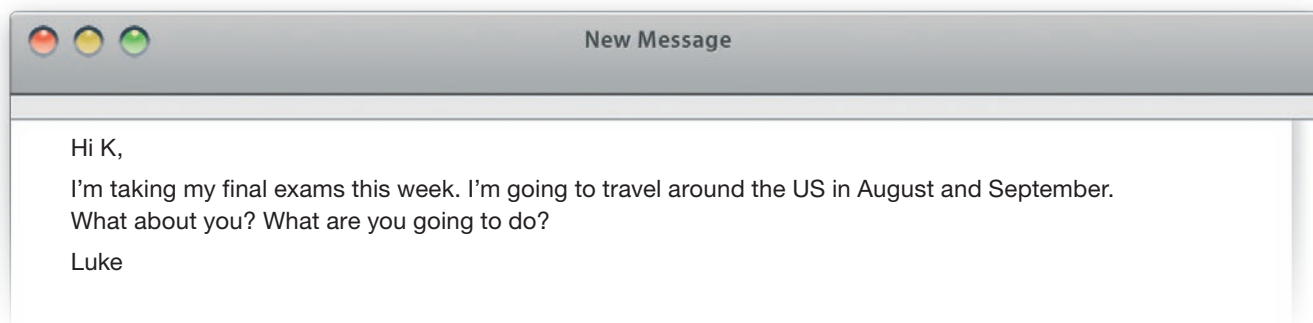 New Message
Hi K,
I'm taking my final exams this week. I'm going to travel around the US in August and September.
What about you? What are you going to do?
Luke